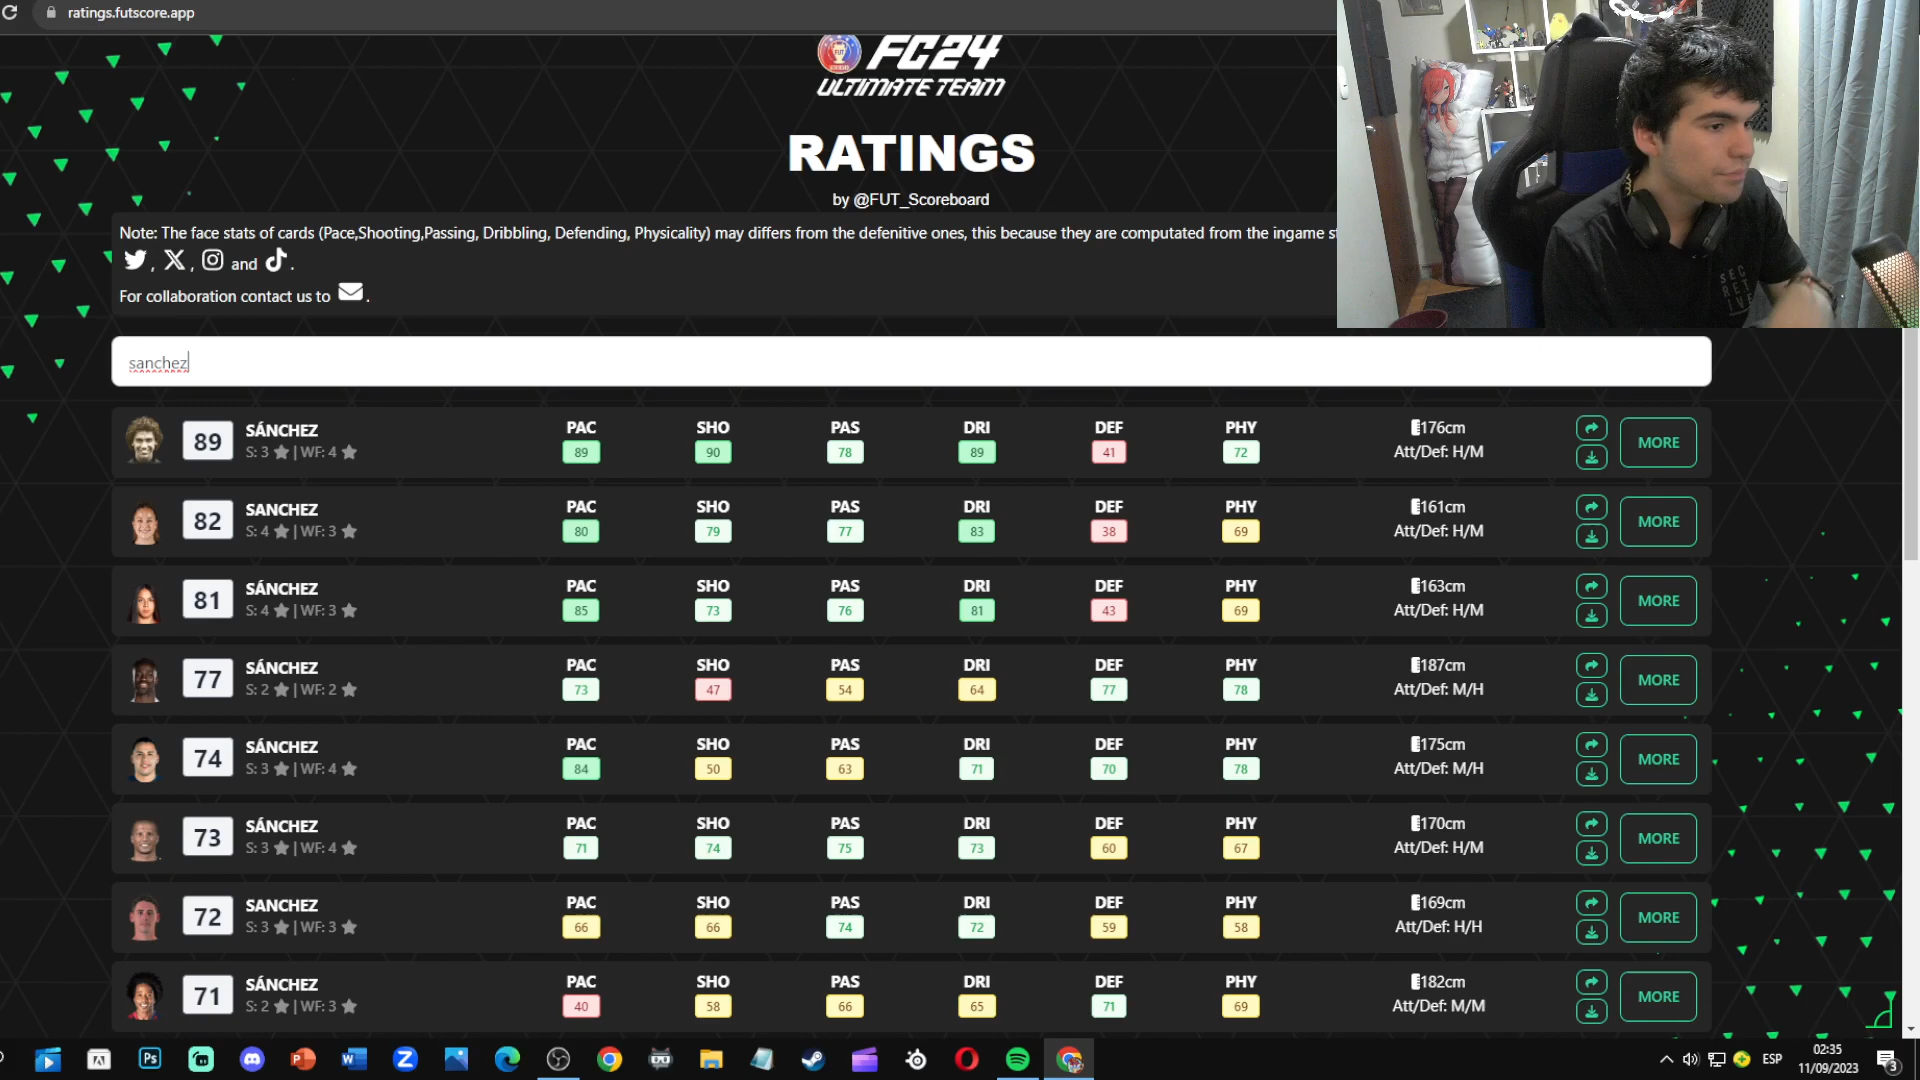 ratings.futscore.app
FC24
ULTIMATE TEAM
RATINGS
by @FUT_Scoreboard
Note: The face stats of cards (Pace,Shooting,Passing, Dribbling, Defending, Physicality) may differs from the defenitive ones, this because they are computated from the ingame
, , and .
For collaboration contact us to .
sanchez
89 SÁNCHEZ PAC SHO PAS DRI DEF PHY 176cm
S: 3 | WF: 4 89 90 78 89 41 72 Att/Def: H/M MORE
82 SANCHEZ PAC SHO PAS DRI DEF PHY 161cm
S: 4 | WF: 3 80 79 77 83 38 69 Att/Def: H/M MORE
81 SÁNCHEZ PAC SHO PAS DRI DEF PHY 163cm
S: 4 | WF: 3 85 73 76 81 43 69 Att/Def: H/M MORE
77 SÁNCHEZ PAC SHO PAS DRI DEF PHY 187cm
S: 2 | WF: 2 73 47 54 64 77 78 Att/Def: M/H MORE
74 SÁNCHEZ PAC SHO PAS DRI DEF PHY 175cm
S: 3 | WF: 4 84 50 63 71 70 78 Att/Def: M/H MORE
73 SÁNCHEZ PAC SHO PAS DRI DEF PHY 170cm
S: 3 | WF: 4 71 74 75 73 60 67 Att/Def: H/M MORE
72 SANCHEZ PAC SHO PAS DRI DEF PHY 169cm
S: 3 | WF: 3 66 66 74 72 59 58 Att/Def: H/H MORE
71 SÁNCHEZ PAC SHO PAS DRI DEF PHY 182cm
S: 2 | WF: 3 40 58 66 65 71 69 Att/Def: M/M MORE
Ps
ESP
02:35
11/09/2023
3